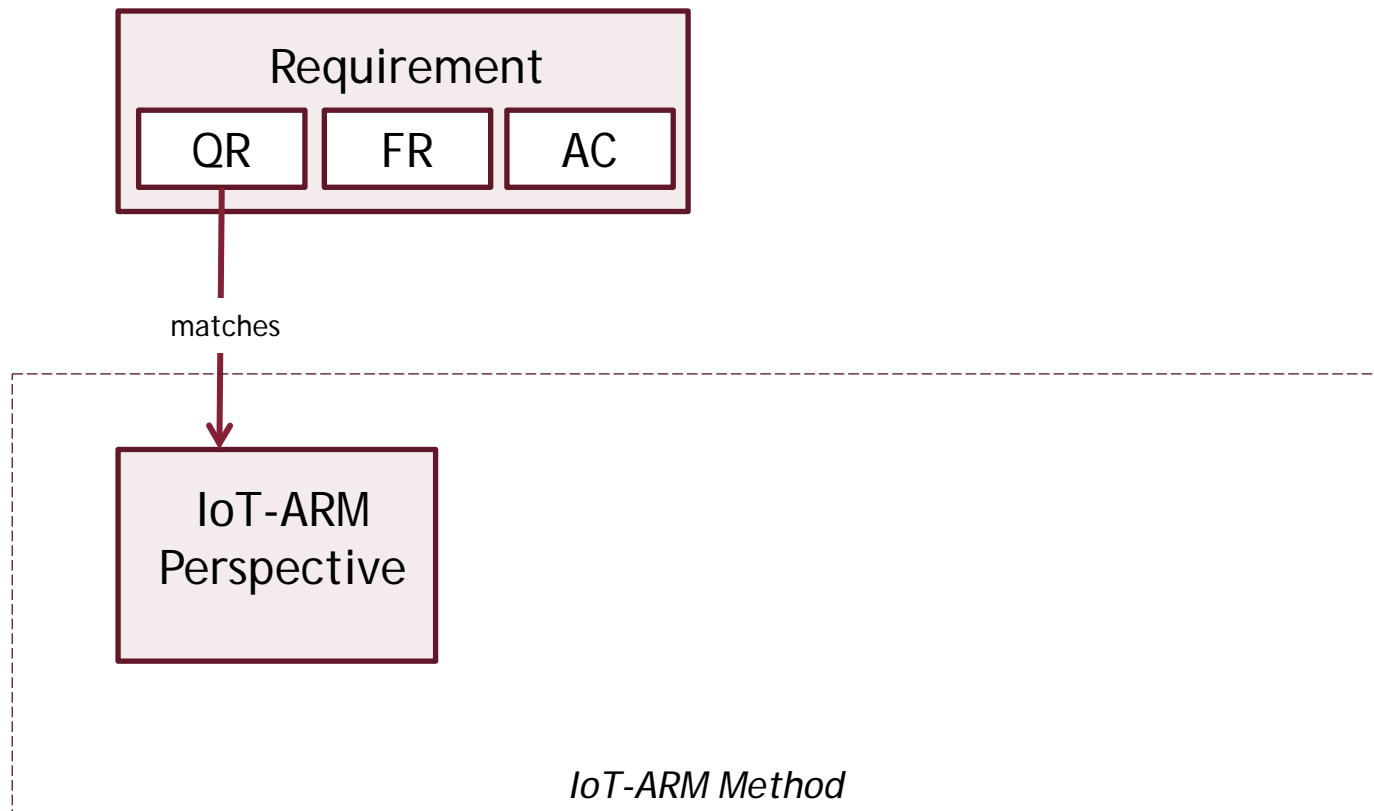 Requirement
QR FR AC
matches
IoT-ARM
Perspective
IoT-ARM Method